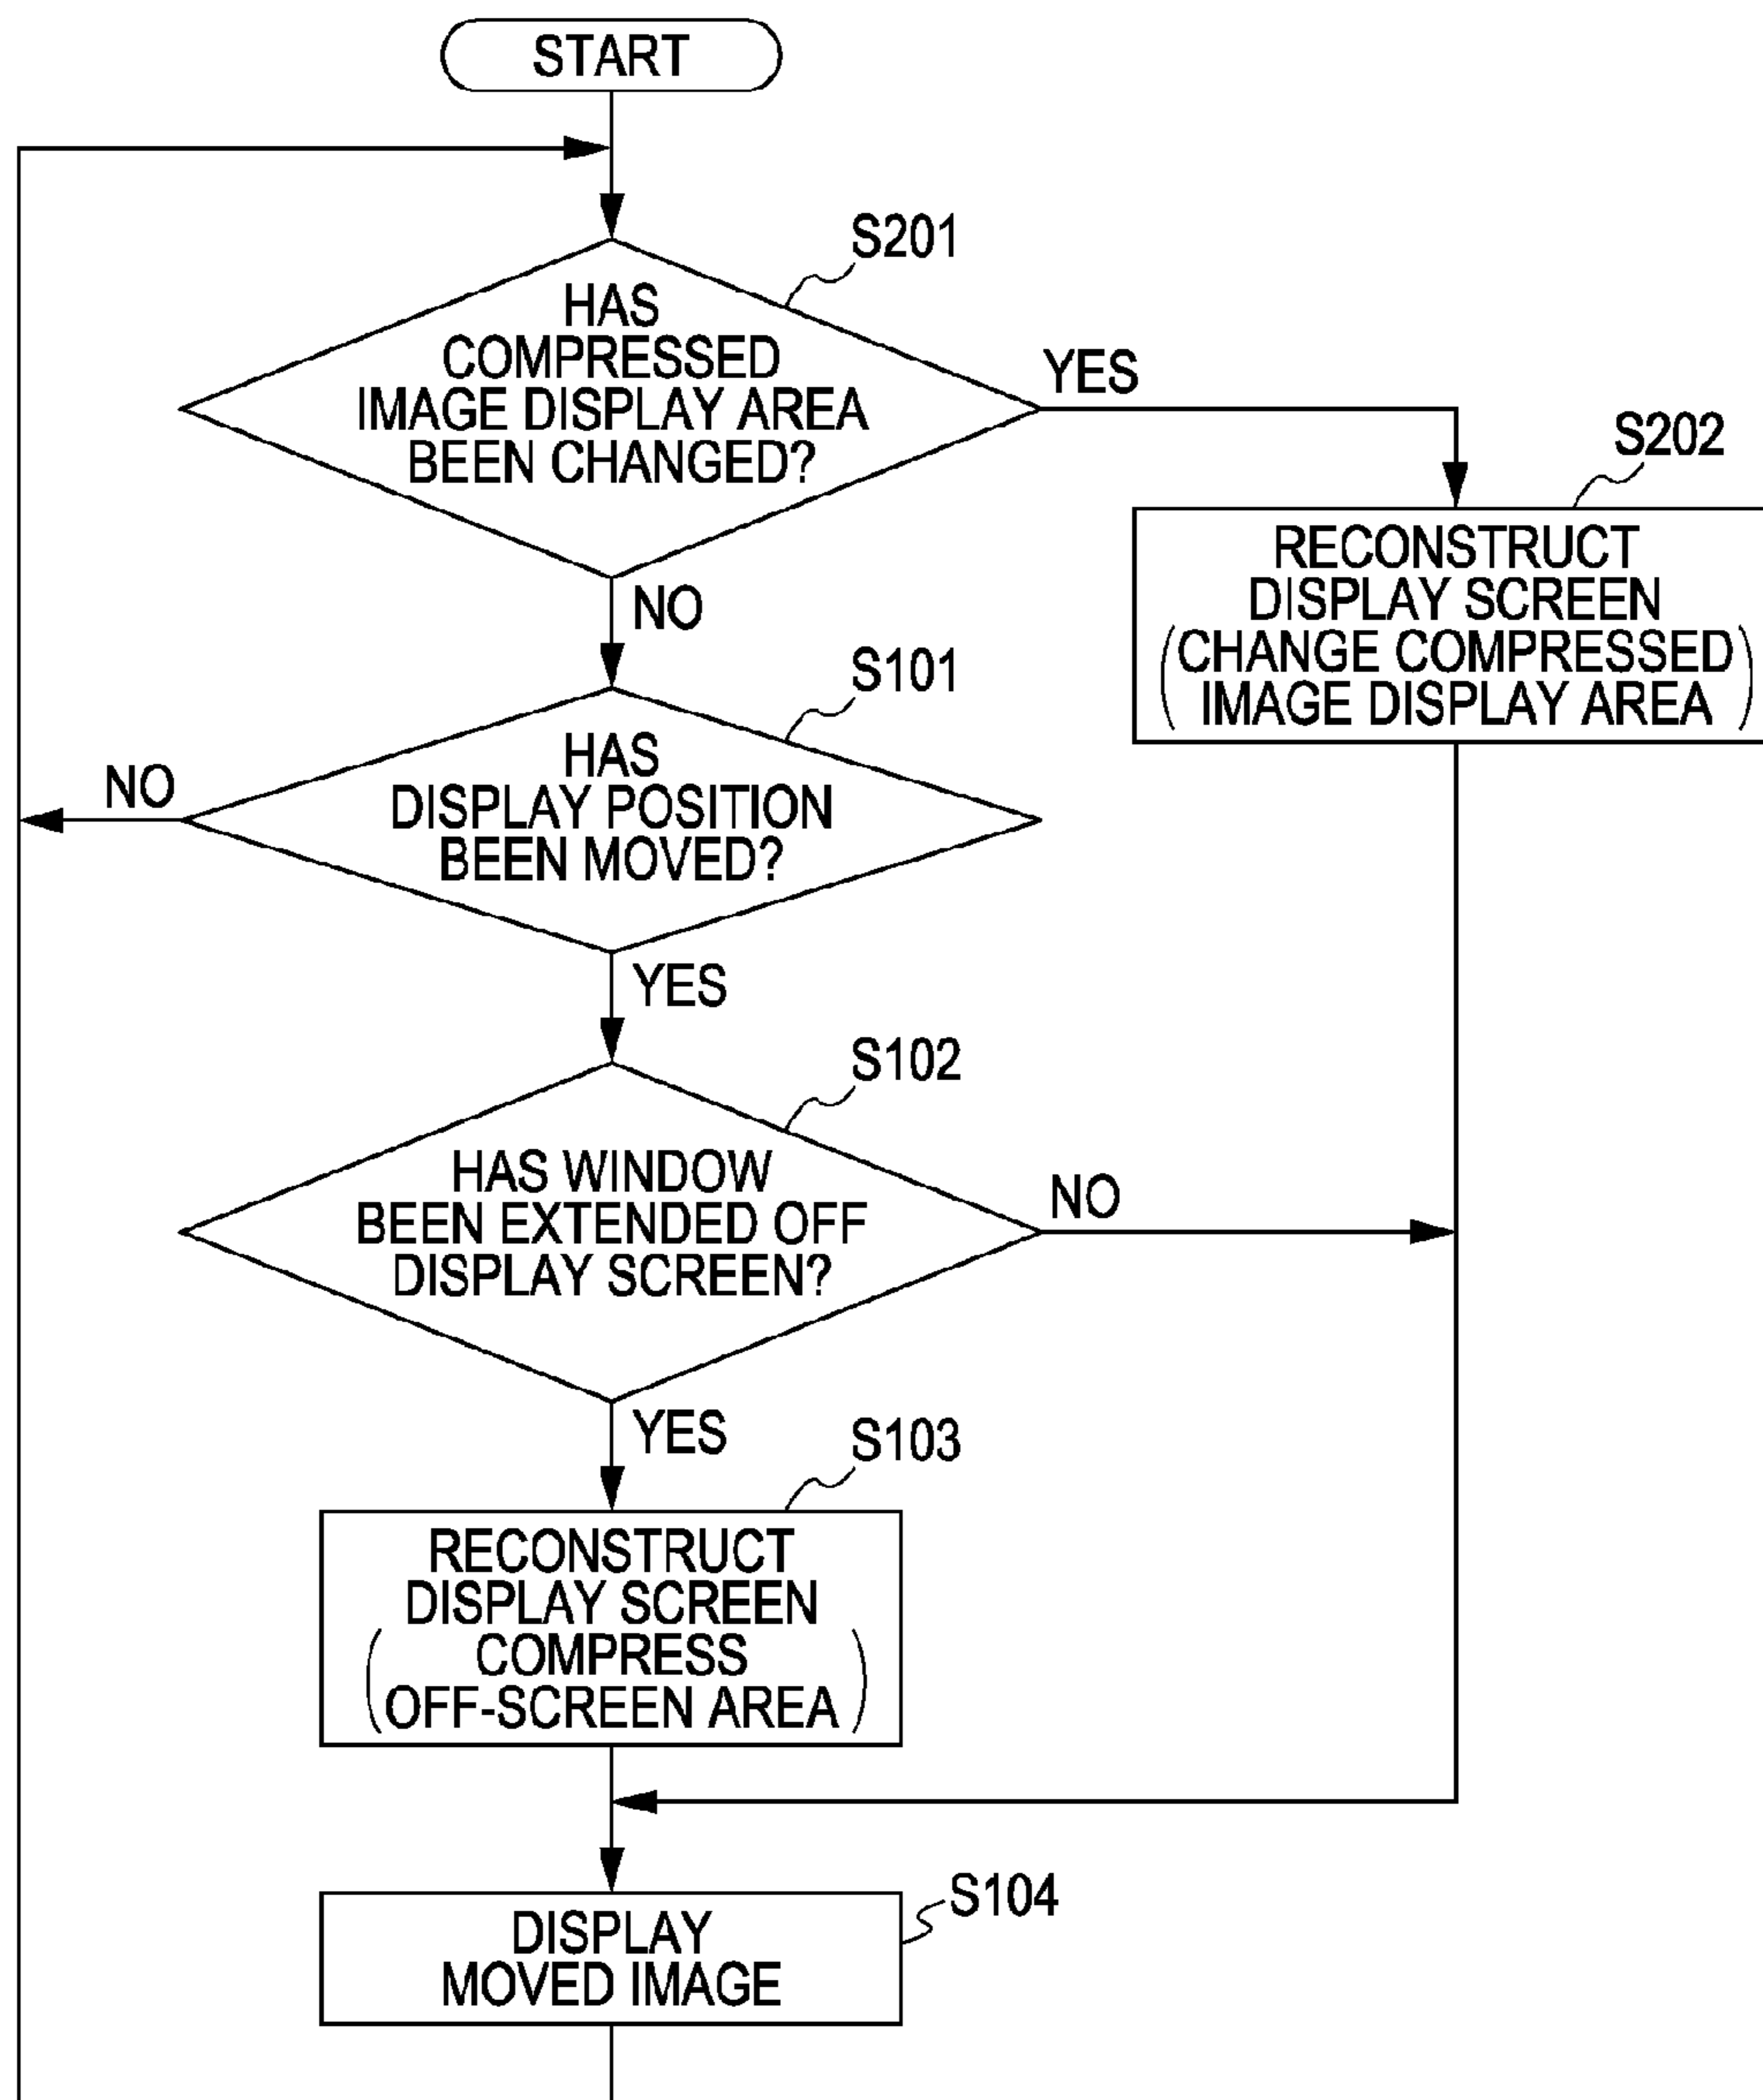 START
S201
HAS
COMPRESSED
IMAGE DISPLAY AREA
BEEN CHANGED?
YES
S202
RECONSTRUCT
DISPLAY SCREEN
(CHANGE COMPRESSED
IMAGE DISPLAY AREA)
NO
S101
HAS
DISPLAY POSITION
BEEN MOVED?
NO
YES
S102
HAS WINDOW
BEEN EXTENDED OFF
DISPLAY SCREEN?
NO
YES
S103
RECONSTRUCT
DISPLAY SCREEN
(COMPRESS
OFF-SCREEN AREA)
S104
DISPLAY
MOVED IMAGE